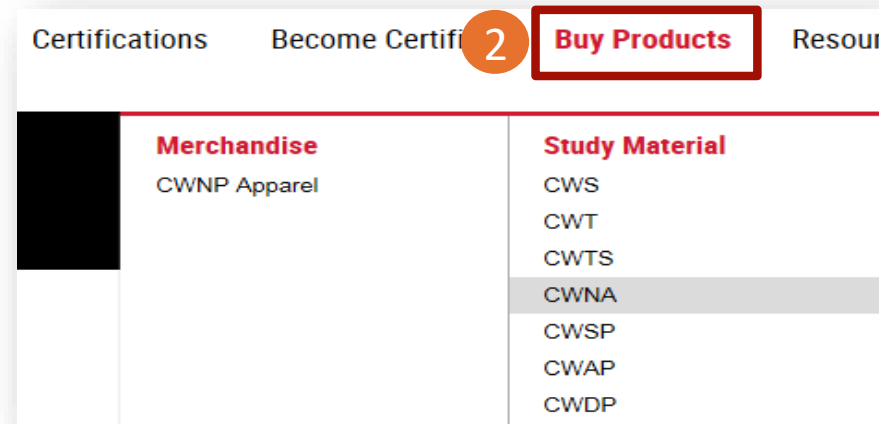 Certifications Become Certifi 2 Buy Products Resour
Merchandise Study Material
CWNP Apparel CWS
CWT
CWTS
CWNA
CWSP
CWAP
CWDP